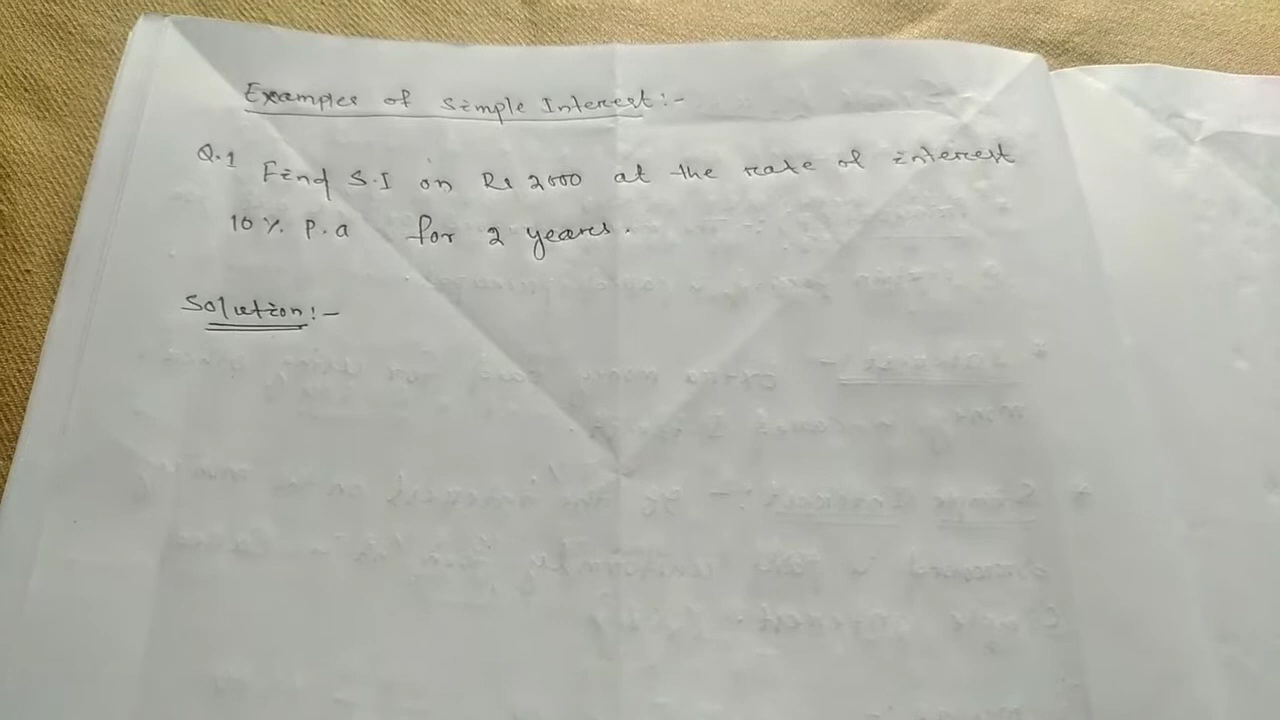 Examples of Simple Interest:-
Q.1 Find S.I on Rs 2000 at the rate of interest
10% p.a for 2 years.
Solution:-